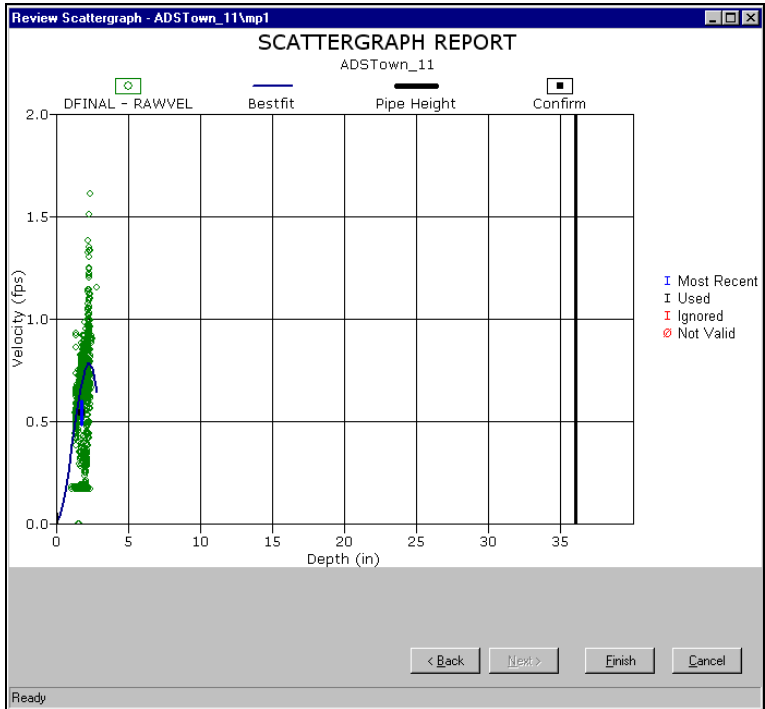 Review Scattergraph - ADSTown_11\mp1
SCATTERGRAPH REPORT
ADSTown_11
DFINAL - RAWVEL Bestfit Pipe Height Confirm
2.0
1.5
1.0
0.5
0.0
Velocity (fps)
0 5 10 15 20 25 30 35
Depth (in)
I Most Recent
I Used
I Ignored
Ø Not Valid
< Back Next > Finish Cancel
Ready